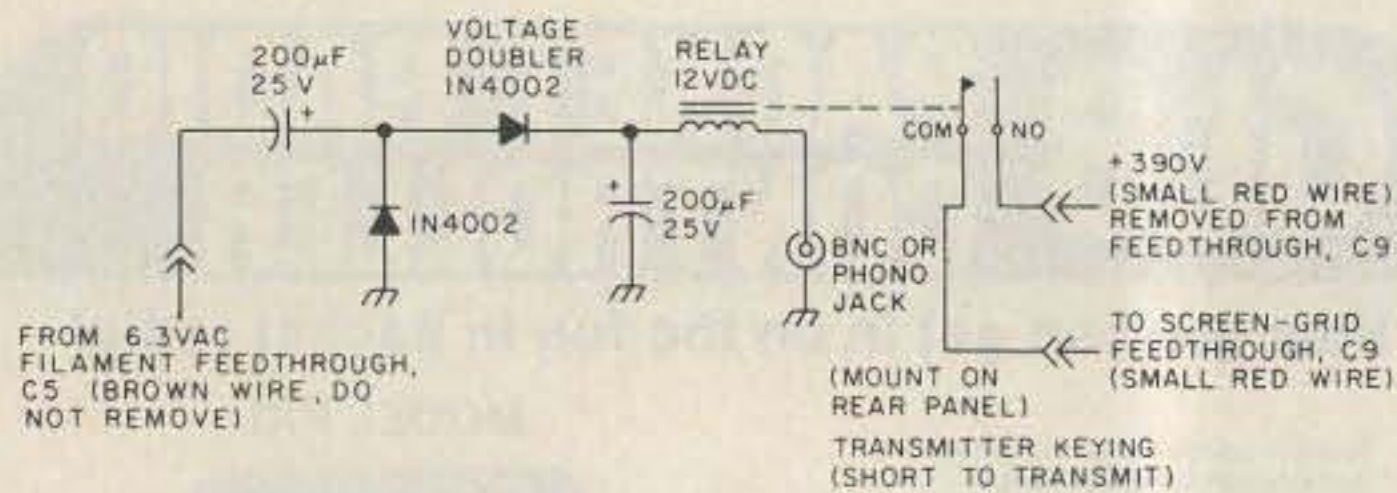 200µF
25V
VOLTAGE
DOUBLER
1N4002
RELAY
12VDC
+
COM
NO
+390V
(SMALL RED WIRE)
REMOVED FROM
FEEDTHROUGH, C9
1N4002
+
200µF
25V
BNC OR
PHONO
JACK
FROM 6.3VAC
FILAMENT FEEDTHROUGH,
C5 (BROWN WIRE, DO
NOT REMOVE)
TO SCREEN-GRID
FEEDTHROUGH, C9
(SMALL RED WIRE)
(MOUNT ON
REAR PANEL)
TRANSMITTER KEYING
(SHORT TO TRANSMIT)